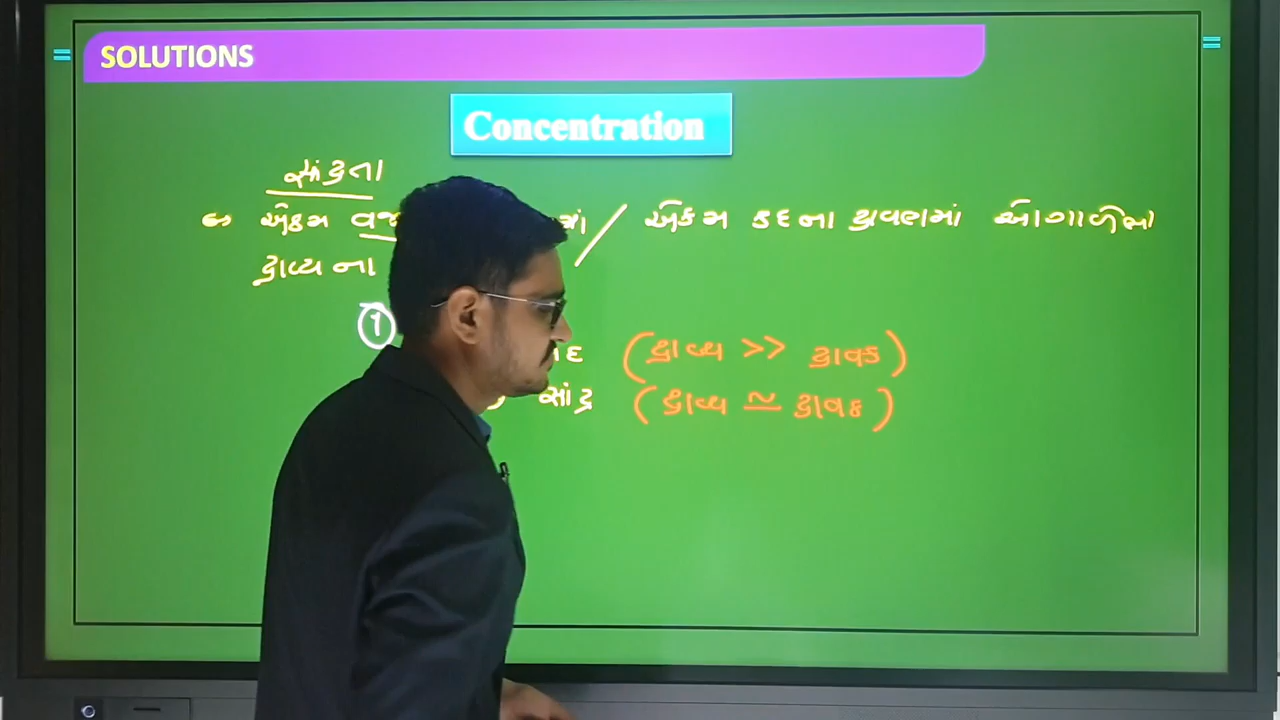 SOLUTIONS
Concentration
સાંદ્રતા
એકમ / એકમ કદના દ્રાવણમાં ઓગાળેલા
દ્રાવ્ય ના
1
(દ્રાવ્ય >> દ્રાવક)
સાંદ્ર (દ્રાવ્ય ≃ દ્રાવક)